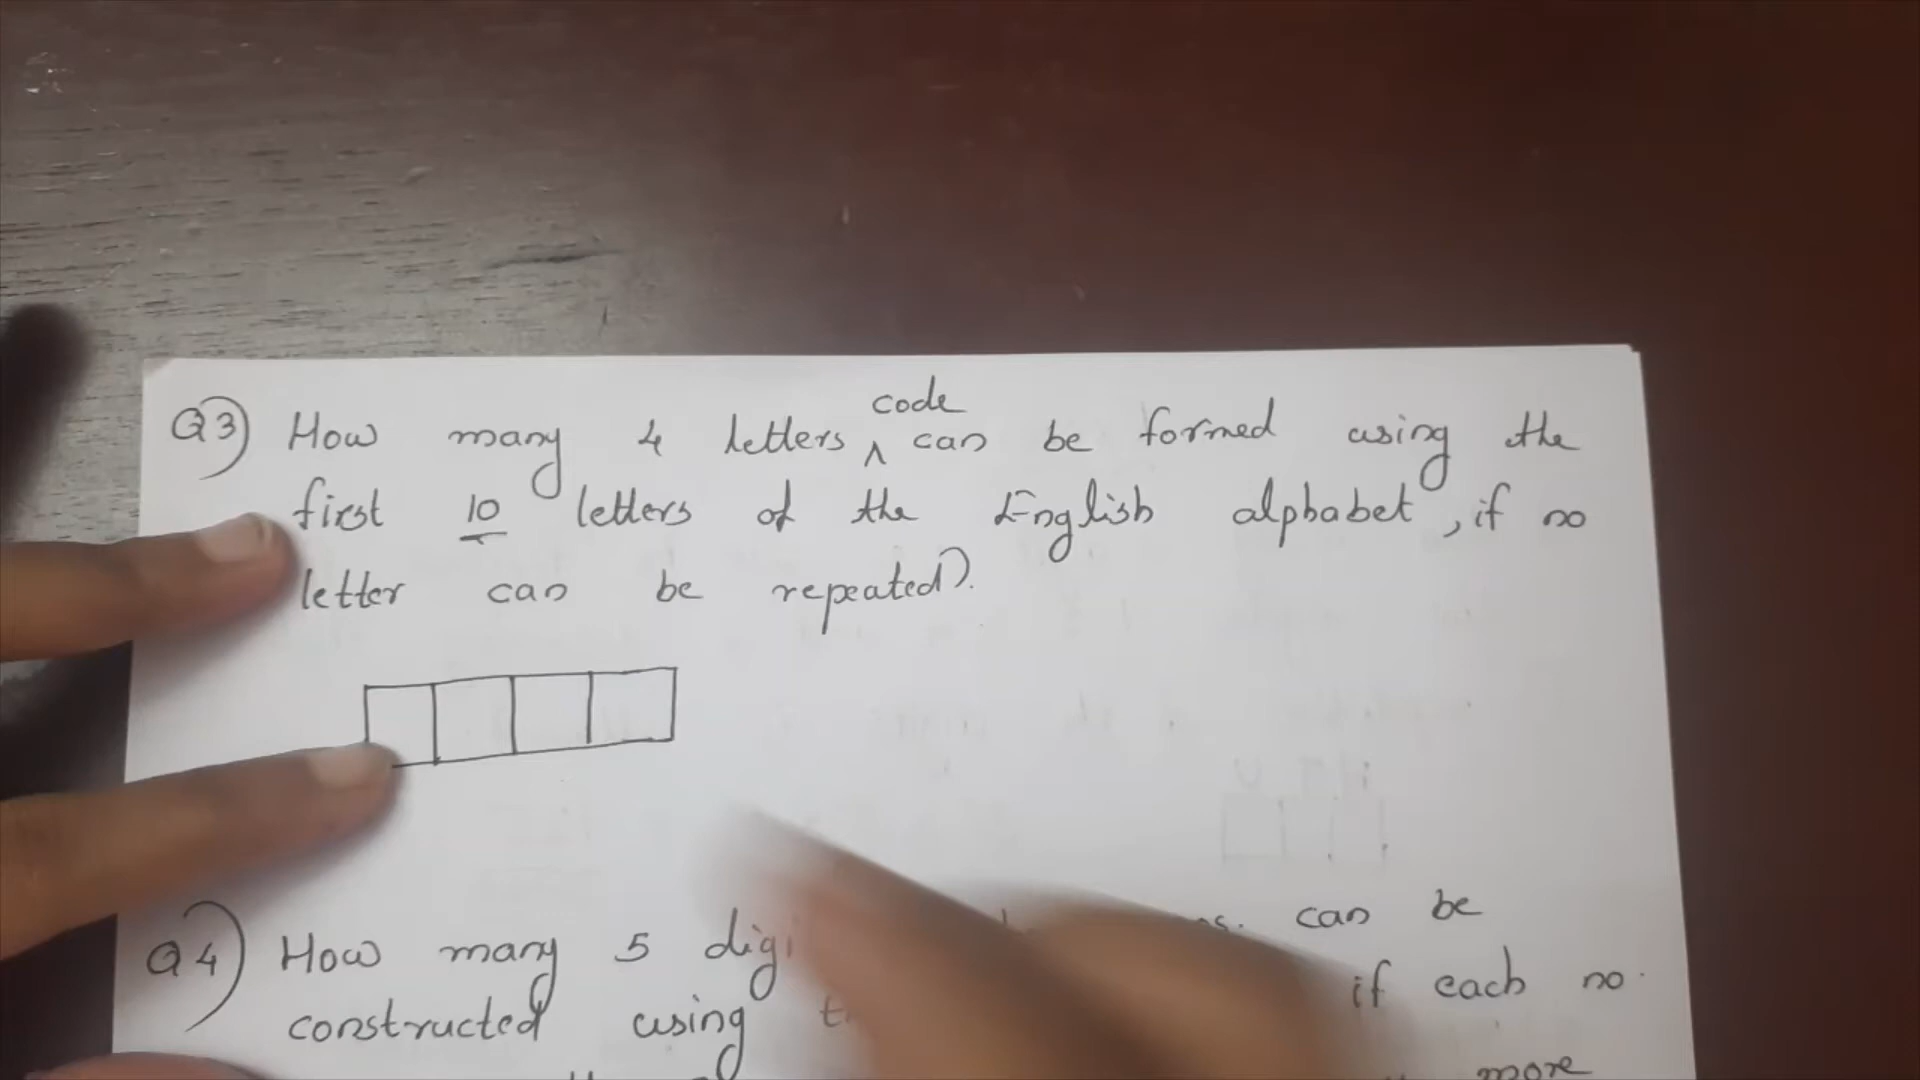 Q3) How many 4 letters ^ code can be formed using the
first 10 letters of the English alphabet, if no
letter can be repeated?
Q4) How many 5 can be
constructed using if each no.
more